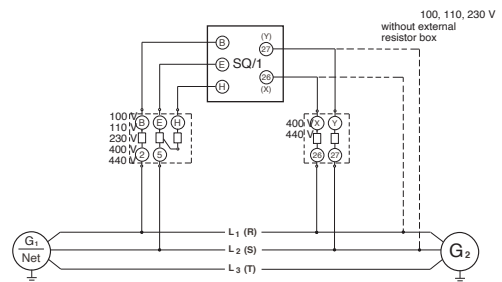 100, 110, 230 V
without external
resistor box
B
(Y)
27
E
SQ/1
26
H
(X)
100 V
110 V
230 V
400 V
440 V
B
E
H
2
5
400 V
440 V
X
Y
26
27
L1 (R)
G1
Net
L2 (S)
G2
L3 (T)